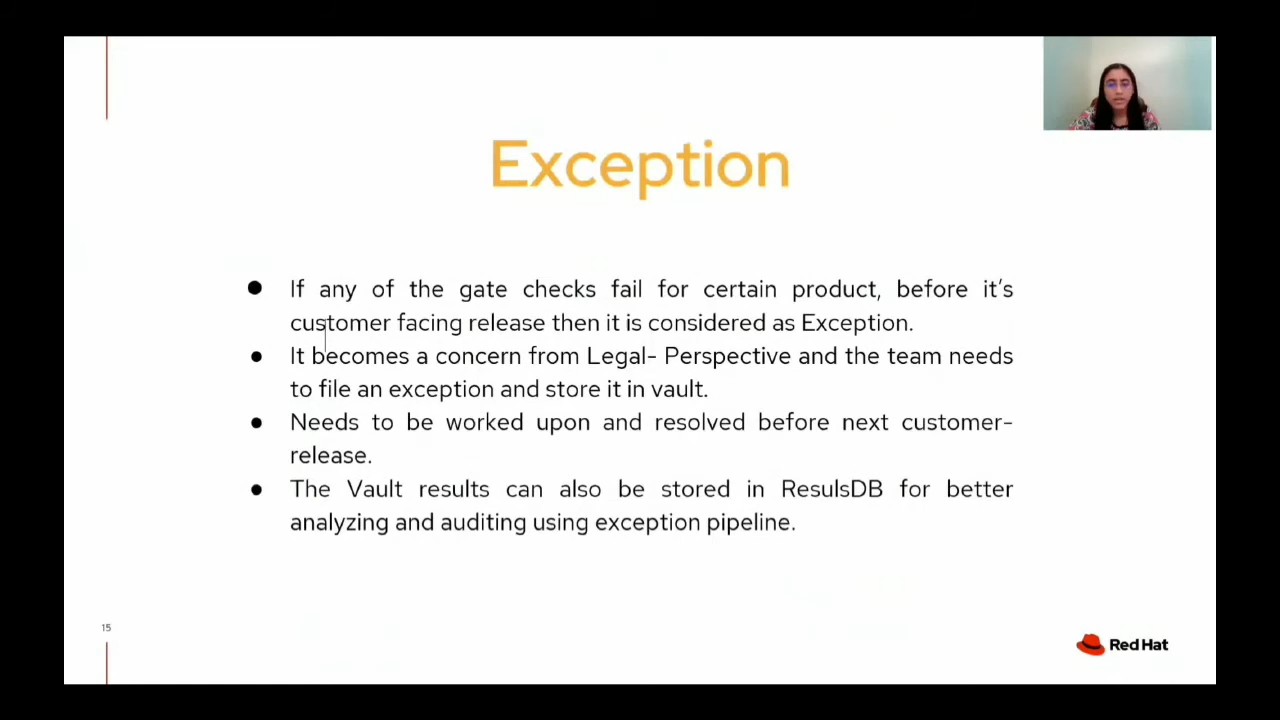 Exception
● If any of the gate checks fail for certain product, before it's
customer facing release then it is considered as Exception.
● It becomes a concern from Legal- Perspective and the team needs
to file an exception and store it in vault.
● Needs to be worked upon and resolved before next customer-
release.
● The Vault results can also be stored in ResulsDB for better
analyzing and auditing using exception pipeline.
15
Red Hat